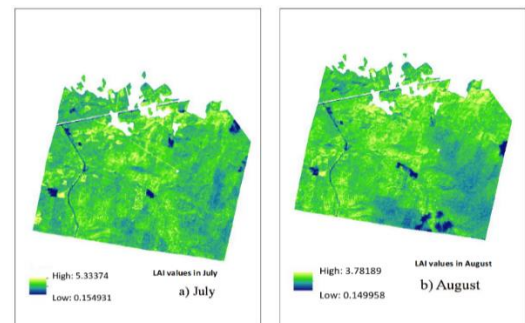 LAI values in July
High: 5.33374
Low: 0.154931
a) July
LAI values in August
High: 3.78189
Low: 0.149958
b) August